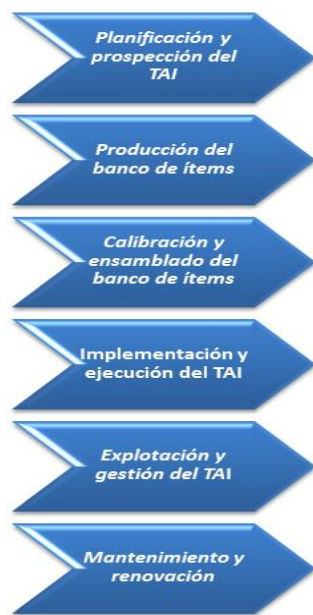 Planificación y
prospección del
TAI
Producción del
banco de ítems
Calibración y
ensamblado del
banco de ítems
Implementación y
ejecución del TAI
Explotación y
gestión del TAI
Mantenimiento y
renovación